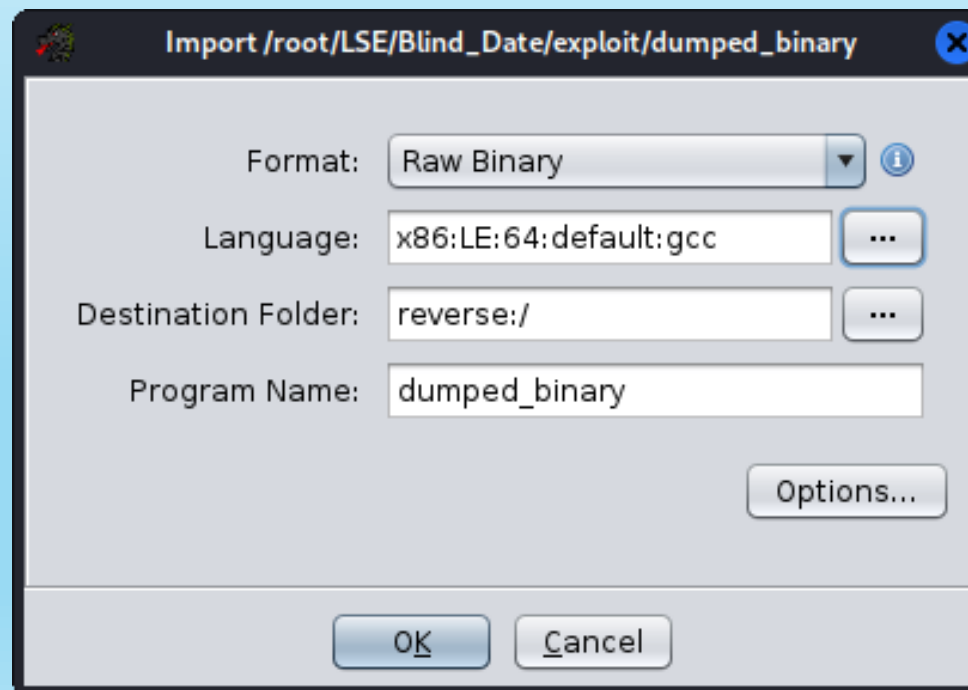 Import /root/LSE/Blind_Date/exploit/dumped_binary
Format: Raw Binary
Language: x86:LE:64:default:gcc ...
Destination Folder: reverse:/ ...
Program Name: dumped_binary
Options...
OK Cancel